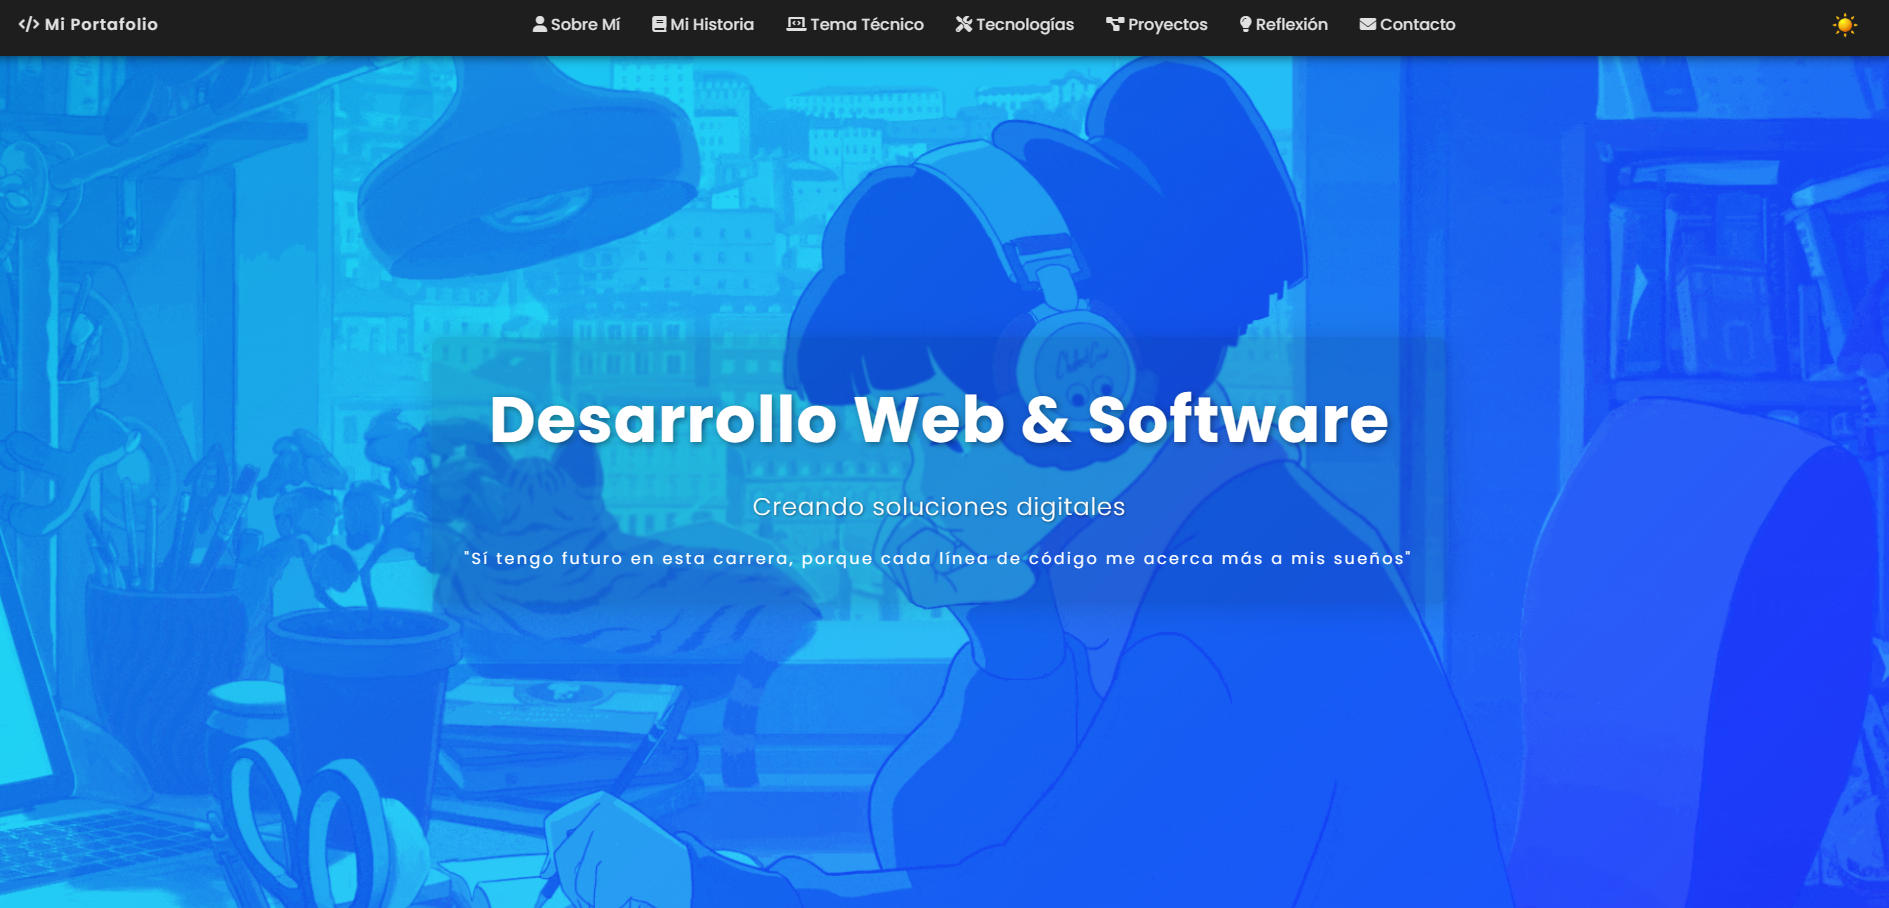 Mi Portafolio
Sobre Mí
Mi Historia
Tema Técnico
Tecnologías
Proyectos
Reflexión
Contacto
Desarrollo Web & Software
Creando soluciones digitales
"Sí tengo futuro en esta carrera, porque cada línea de código me acerca más a mis sueños"